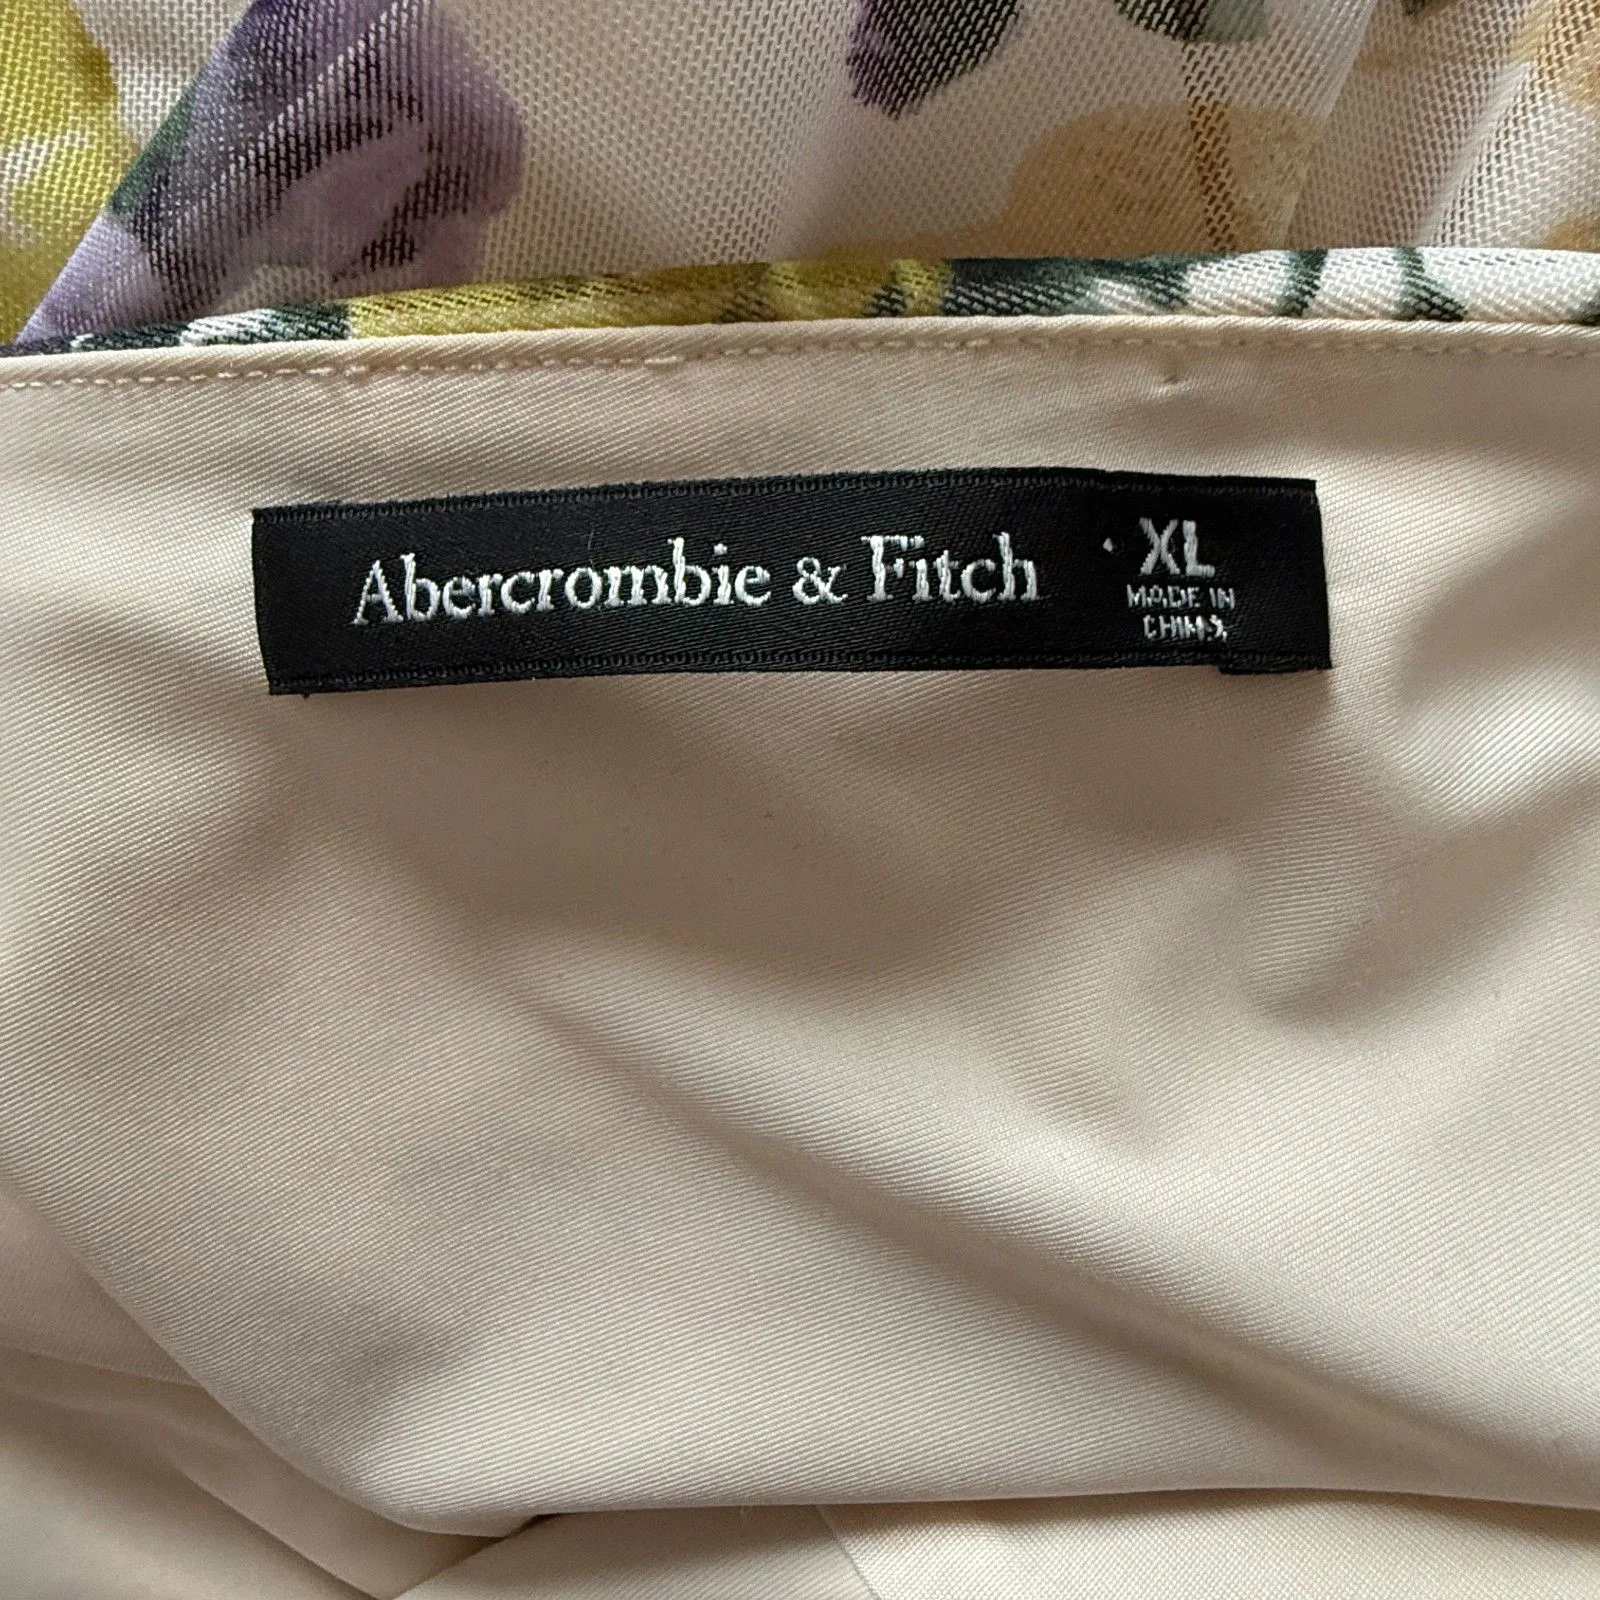 Abercrombie & Fitch
XL
MADE IN
CHINA